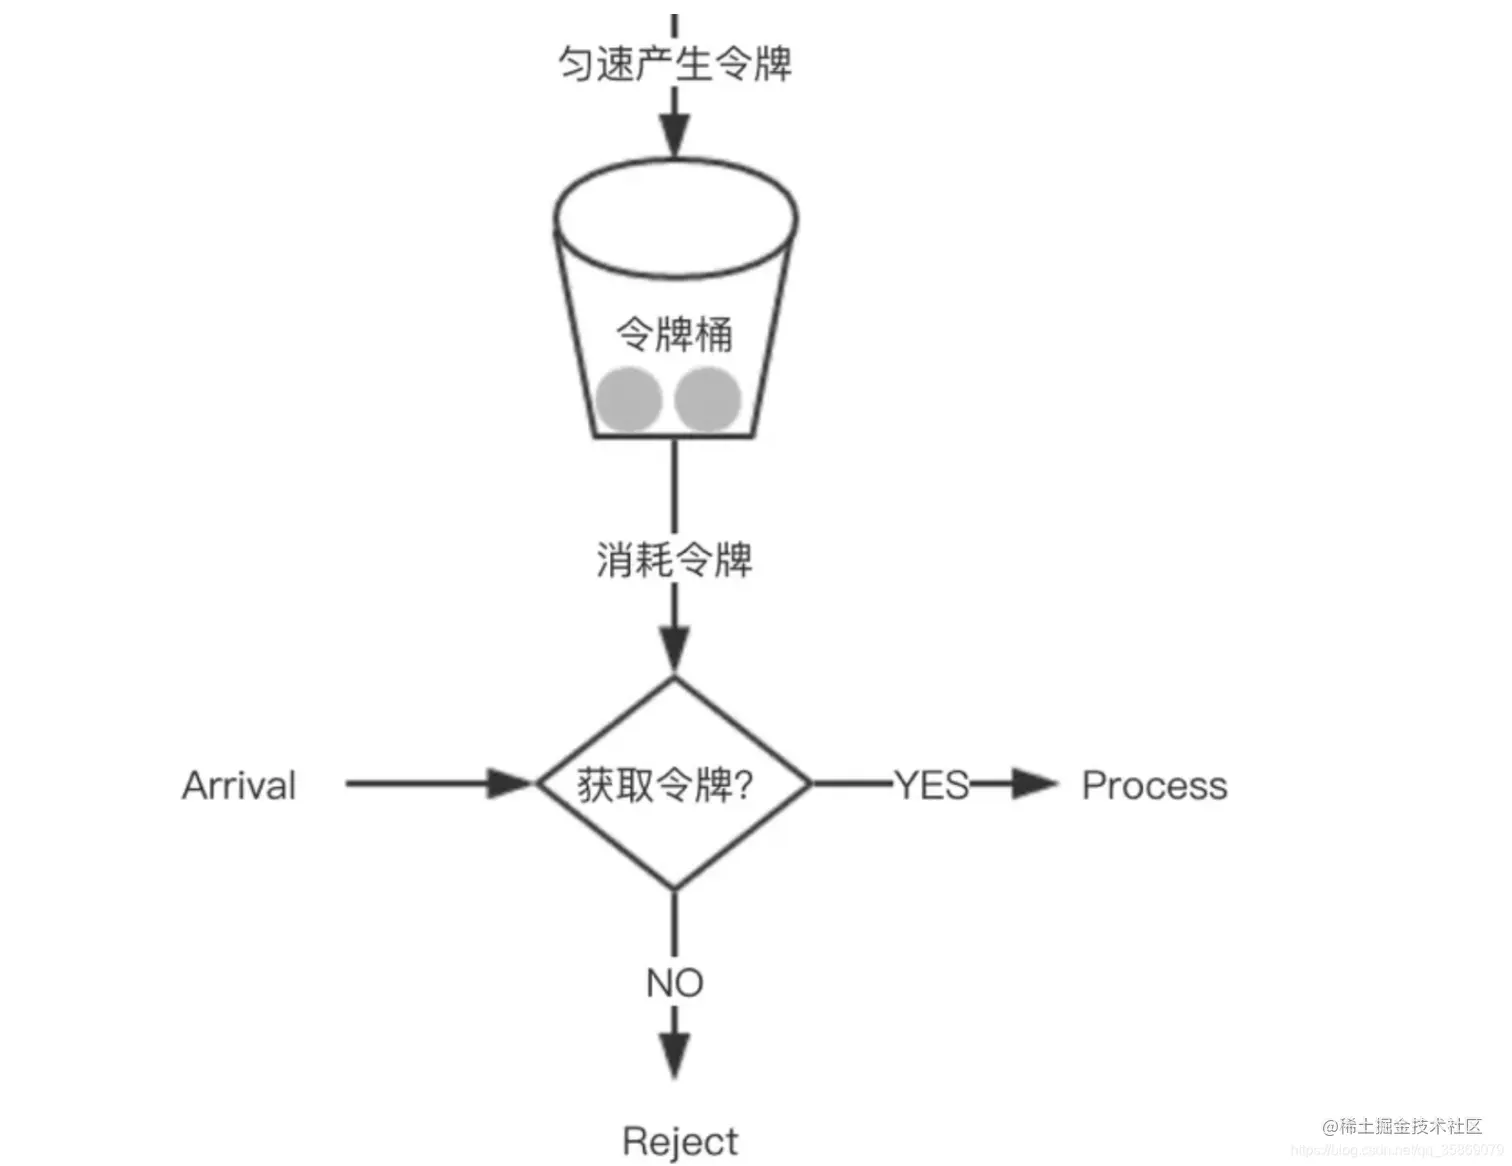 匀速产生令牌
令牌桶
消耗令牌
Arrival
获取令牌?
YES
Process
NO
Reject
@稀土掘金技术社区
https://blog.csdn.net/qq_35869079